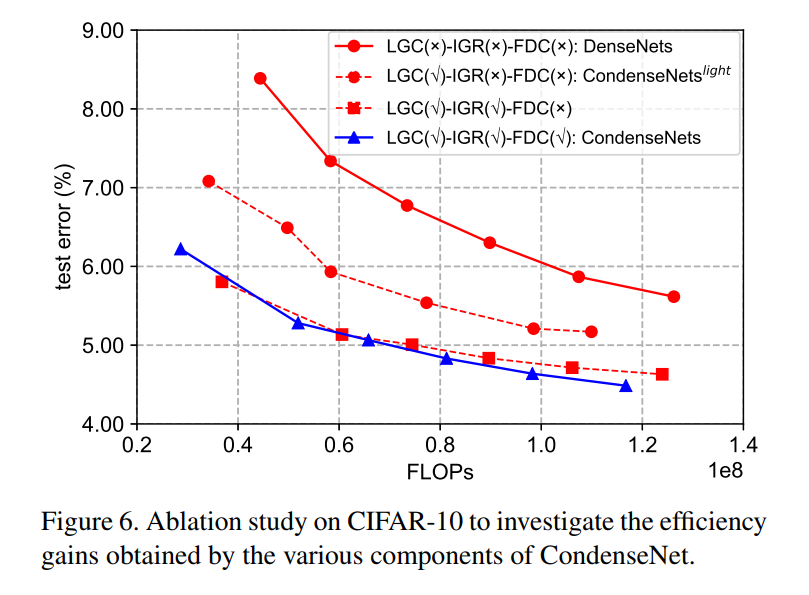 9.00
8.00
7.00
6.00
5.00
4.00
test error (%)
LGC(×)-IGR(×)-FDC(×): DenseNets
LGC(√)-IGR(×)-FDC(×): CondenseNets^light
LGC(√)-IGR(√)-FDC(×)
LGC(√)-IGR(√)-FDC(√): CondenseNets
0.2 0.4 0.6 0.8 1.0 1.2 1.4
FLOPs
1e8
Figure 6. Ablation study on CIFAR-10 to investigate the efficiency
gains obtained by the various components of CondenseNet.